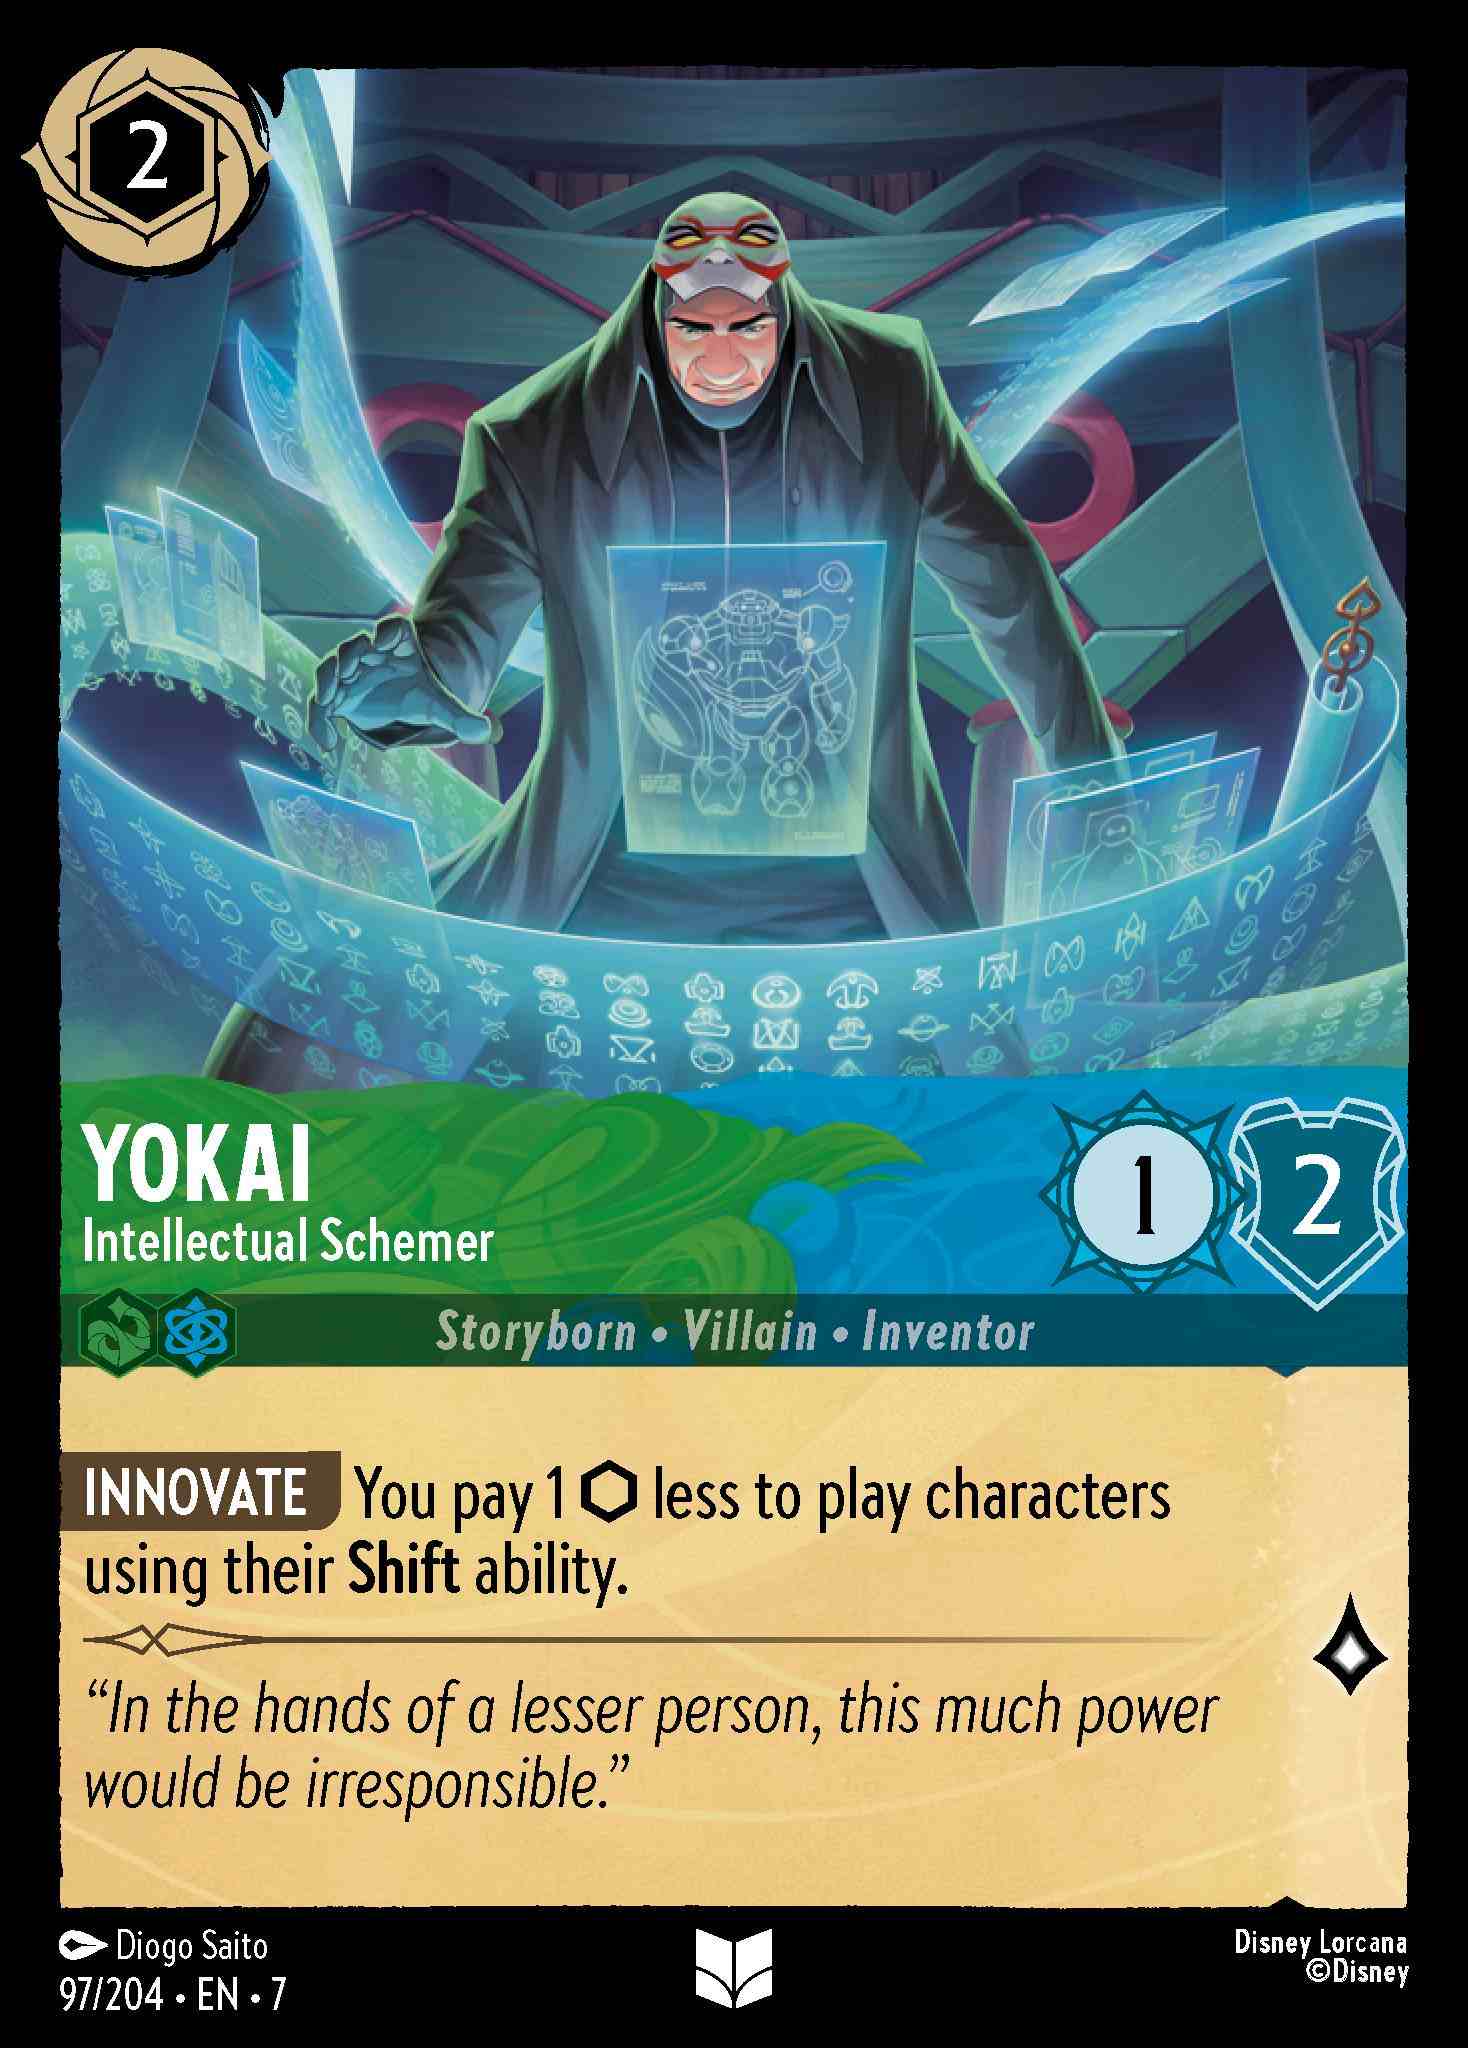 2
YOKAI
Intellectual Schemer
1
2
Storyborn • Villain • Inventor
INNOVATE You pay 1 ⬡ less to play characters
using their Shift ability.
“In the hands of a lesser person, this much power
would be irresponsible.”
Diogo Saito
97/204 • EN • 7
Disney Lorcana
©Disney